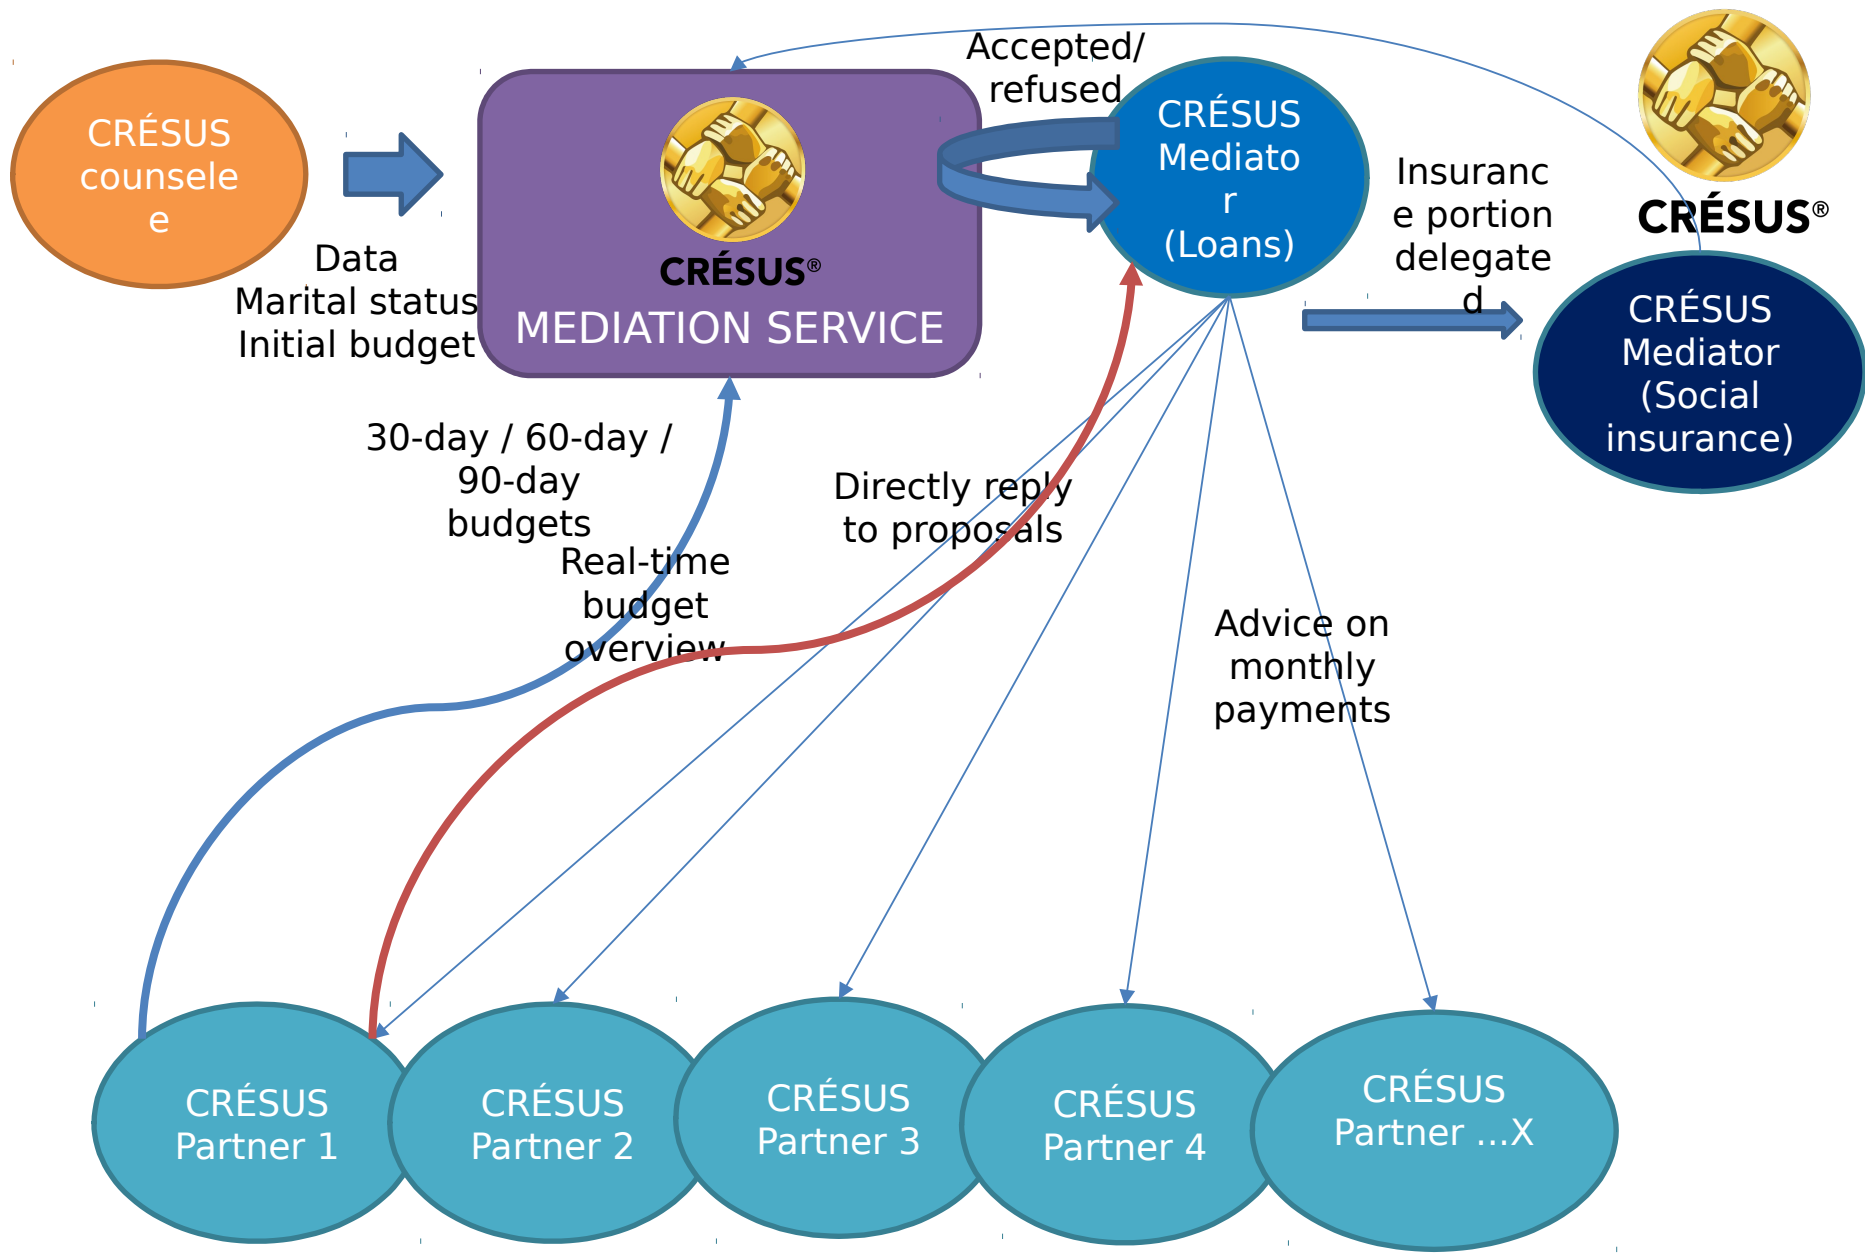 CRÉSUS
counsele
e
Data
Marital status
Initial budget
CRÉSUS®
MEDIATION SERVICE
Accepted/
refused
CRÉSUS
Mediato
r
(Loans)
Insuranc
e portion
delegate
d
CRÉSUS®
CRÉSUS
Mediator
(Social
insurance)
30-day / 60-day /
90-day
budgets
Real-time
budget
overview
Directly reply
to proposals
Advice on
monthly
payments
CRÉSUS
Partner 1
CRÉSUS
Partner 2
CRÉSUS
Partner 3
CRÉSUS
Partner 4
CRÉSUS
Partner ...X